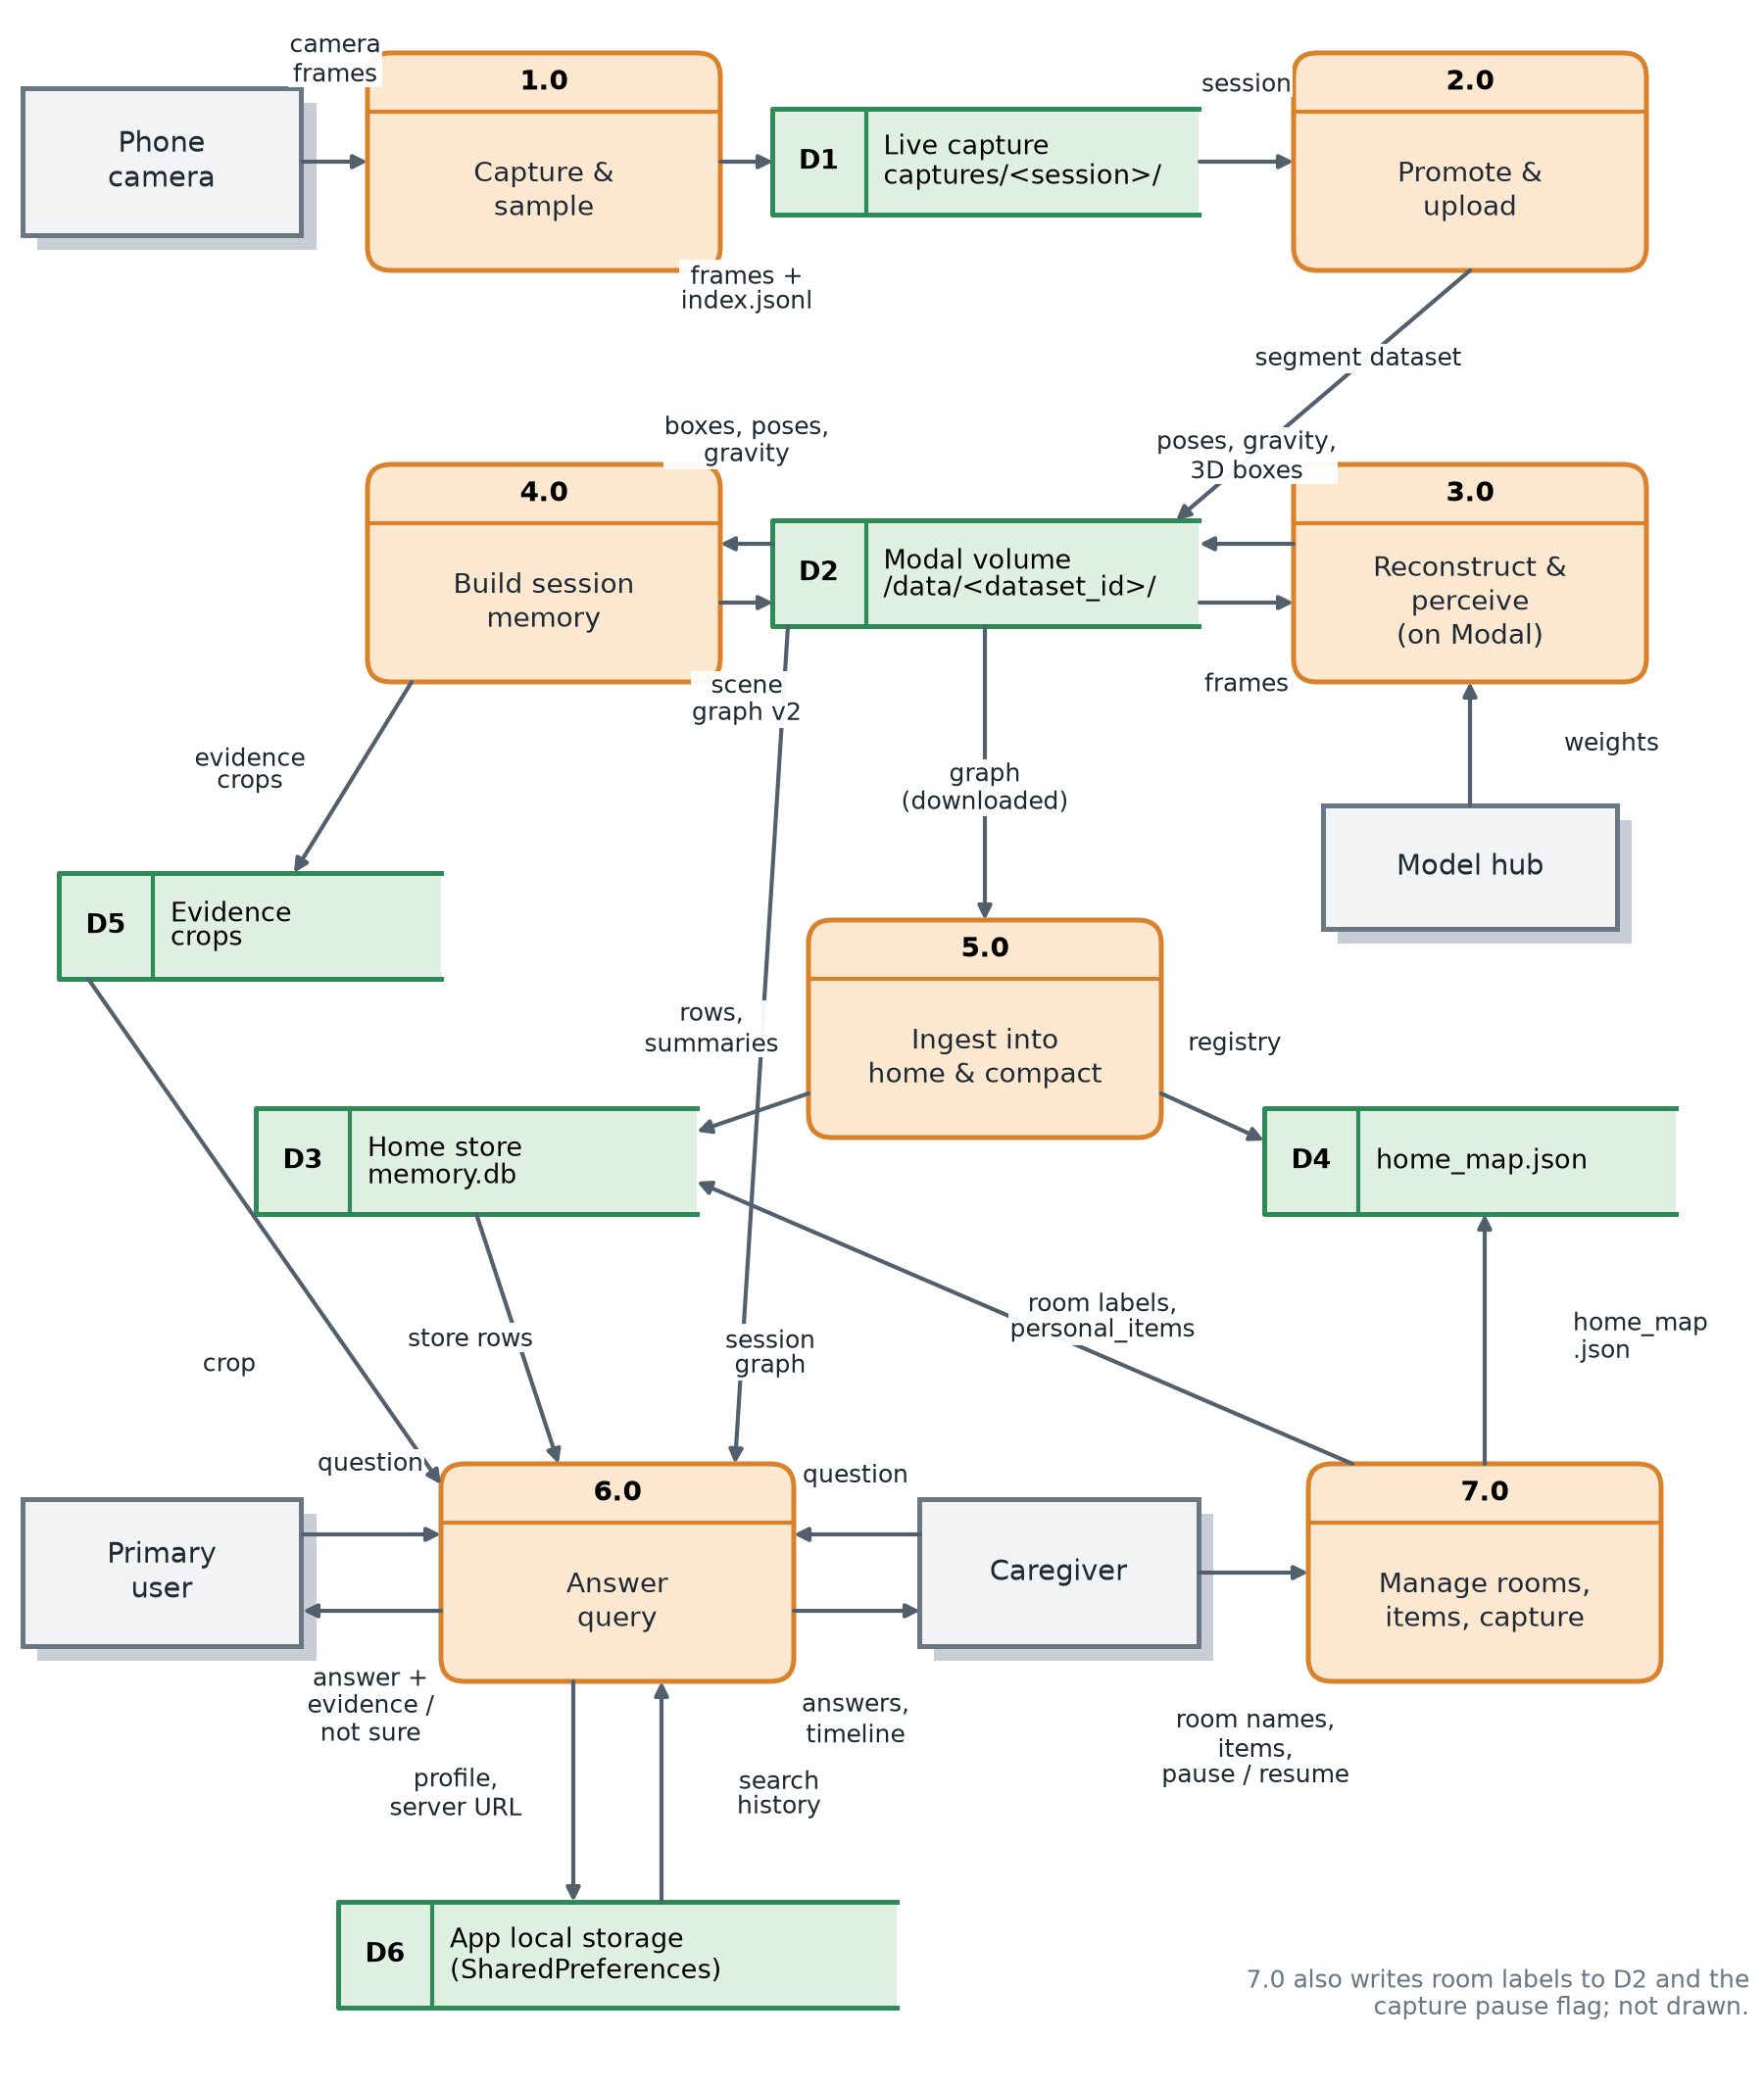 camera
frames
1.0
2.0
session
Phone
camera
Capture &
sample
D1
Live capture
captures/<session>/
Promote &
upload
frames +
index.jsonl
segment dataset
boxes, poses,
gravity
poses, gravity,
3D boxes
4.0
3.0
Build session
memory
D2
Modal volume
/data/<dataset_id>/
Reconstruct &
perceive
(on Modal)
scene
graph v2
frames
weights
evidence
crops
graph
(downloaded)
Model hub
D5
Evidence
crops
5.0
rows,
summaries
Ingest into
home & compact
registry
D3
Home store
memory.db
D4
home_map.json
room labels,
personal_items
home_map
.json
store rows
session
graph
crop
question
question
6.0
7.0
Primary
user
Answer
query
Caregiver
Manage rooms,
items, capture
answer +
evidence /
not sure
answers,
timeline
room names,
items,
pause / resume
profile,
server URL
search
history
D6
App local storage
(SharedPreferences)
7.0 also writes room labels to D2 and the
capture pause flag; not drawn.